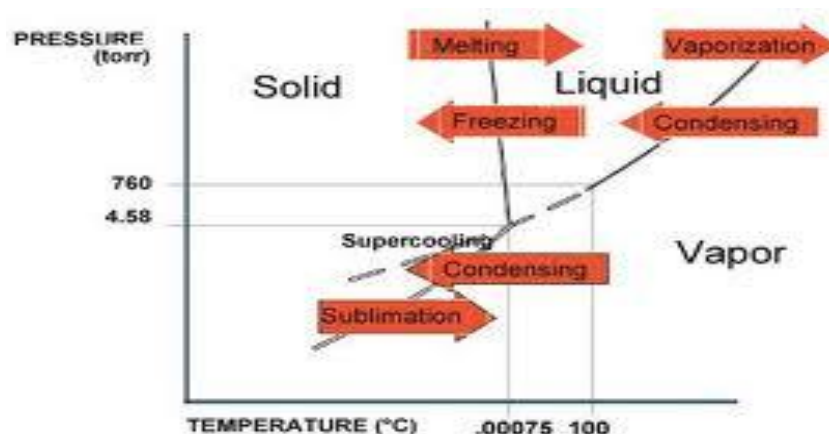 PRESSURE
(torr)
Melting
Vaporization
Solid
Liquid
Freezing
Condensing
760
4.58
Supercooling
Vapor
Condensing
Sublimation
TEMPERATURE (°C)
.00075
100